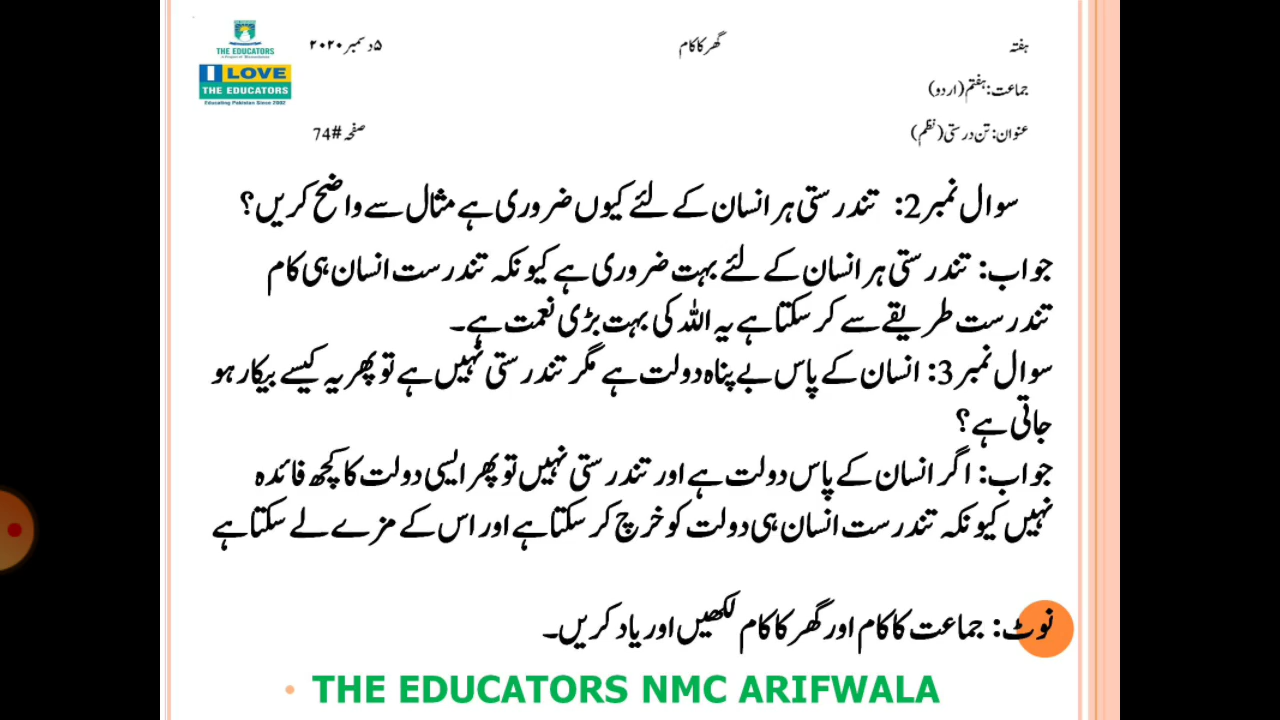 THE EDUCATORS
I LOVE
THE EDUCATORS
Educating Pakistan Since 2002
ہفتہ گھر کا کام ۵ دسمبر ۲۰۲۰
جماعت: ہفتم (اردو)
عنوان: تن درستی (نظم) صفحہ #74
سوال نمبر 2: تندرستی ہر انسان کے لئے کیوں ضروری ہے مثال سے واضح کریں؟
جواب: تندرستی ہر انسان کے لئے بہت ضروری ہے کیونکہ تندرست انسان ہی کام
تندرست طریقے سے کر سکتا ہے یہ اللہ کی بہت بڑی نعمت ہے۔
سوال نمبر 3: انسان کے پاس بے پناہ دولت ہے مگر تندرستی نہیں ہے تو پھر یہ کیسے بیکار ہو
جاتی ہے؟
جواب: اگر انسان کے پاس دولت ہے اور تندرستی نہیں تو پھر ایسی دولت کا کچھ فائدہ
نہیں کیونکہ تندرست انسان ہی دولت کو خرچ کر سکتا ہے اور اس کے مزے لے سکتا ہے
نوٹ: جماعت کا کام اور گھر کا کام لکھیں اور یاد کریں۔
• THE EDUCATORS NMC ARIFWALA